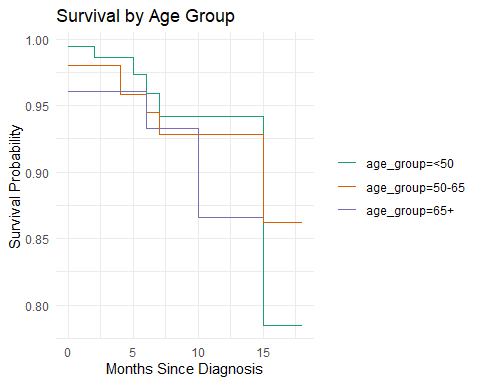 Survival by Age Group
1.00
0.95
0.90
0.85
0.80
Survival Probability
0
5
10
15
Months Since Diagnosis
age_group=<50
age_group=50-65
age_group=65+